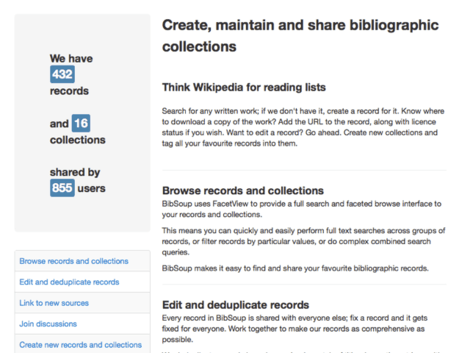 We have
432
records
and 16
collections
shared by
855 users
Browse records and collections
Edit and deduplicate records
Link to new sources
Join discussions
Create new records and collections
Create, maintain and share bibliographic
collections
Think Wikipedia for reading lists
Search for any written work; if we don't have it, create a record for it. Know where
to download a copy of the work? Add the URL to the record, along with licence
status if you wish. Want to edit a record? Go ahead. Create new collections and
tag all your favourite records into them.
Browse records and collections
BibSoup uses FacetView to provide a full search and faceted browse interface to
your records and collections.
This means you can quickly and easily perform full text searches across groups of
records, or filter records by particular values, or do complex combined search
queries.
BibSoup makes it easy to find and share your favourite bibliographic records.
Edit and deduplicate records
Every record in BibSoup is shared with everyone else; fix a record and it gets
fixed for everyone. Work together to make our records as comprehensive as
possible.